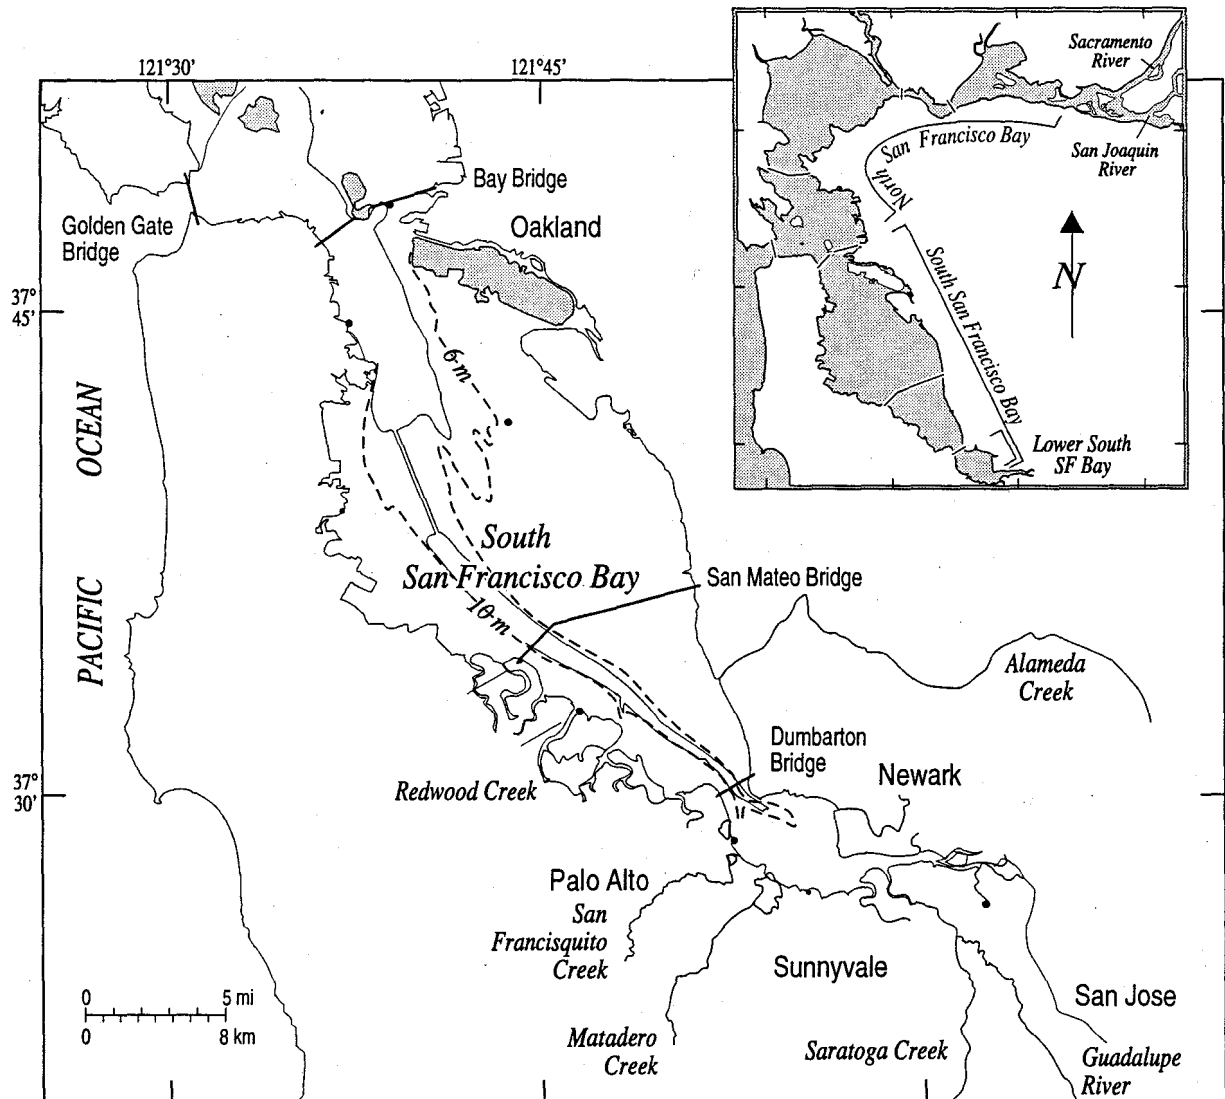 121°30'
121°45'
Sacramento
River
San Francisco Bay
North
San Joaquin
River
N
South San Francisco Bay
Lower South
SF Bay
Bay Bridge
Golden Gate
Bridge
Oakland
37°
45'
6 m
PACIFIC OCEAN
South
San Francisco Bay
10 m
San Mateo Bridge
Alameda
Creek
Dumbarton
Bridge
Newark
37°
30'
Redwood Creek
Palo Alto
San
Francisquito
Creek
Sunnyvale
San Jose
0 5 mi
0 8 km
Matadero
Creek
Saratoga Creek
Guadalupe
River